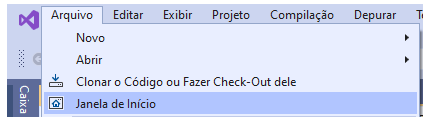 Arquivo Editar Exibir Projeto Compilação Depurar
Novo
Abrir
Clonar o Código ou Fazer Check-Out dele
Janela de Início
Caixa